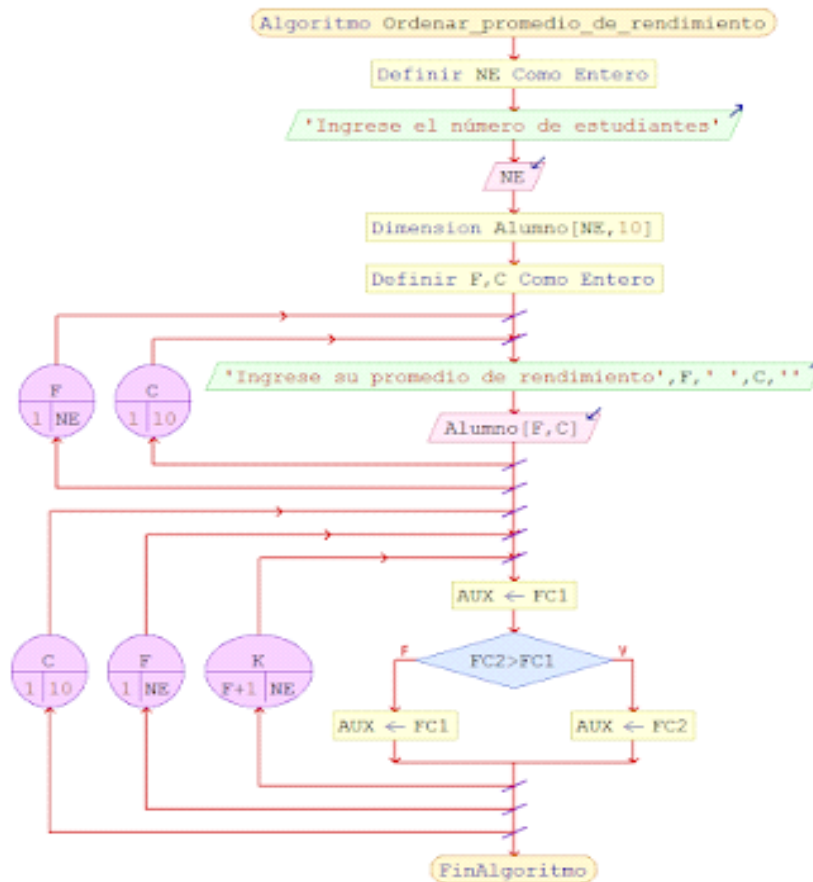 Algoritmo Ordenar_promedio_de_rendimiento
Definir NE Como Entero
'Ingrese el número de estudiantes'
NE
Dimension Alumno[NE,10]
Definir F,C Como Entero
F
1 NE
C
1 10
'Ingrese su promedio de rendimiento',F," ",C,""
Alumno[F,C]
C
1 10
F
1 NE
K
F+1 NE
AUX ← FC1
FC2>FC1
F
V
AUX ← FC1
AUX ← FC2
FinAlgoritmo